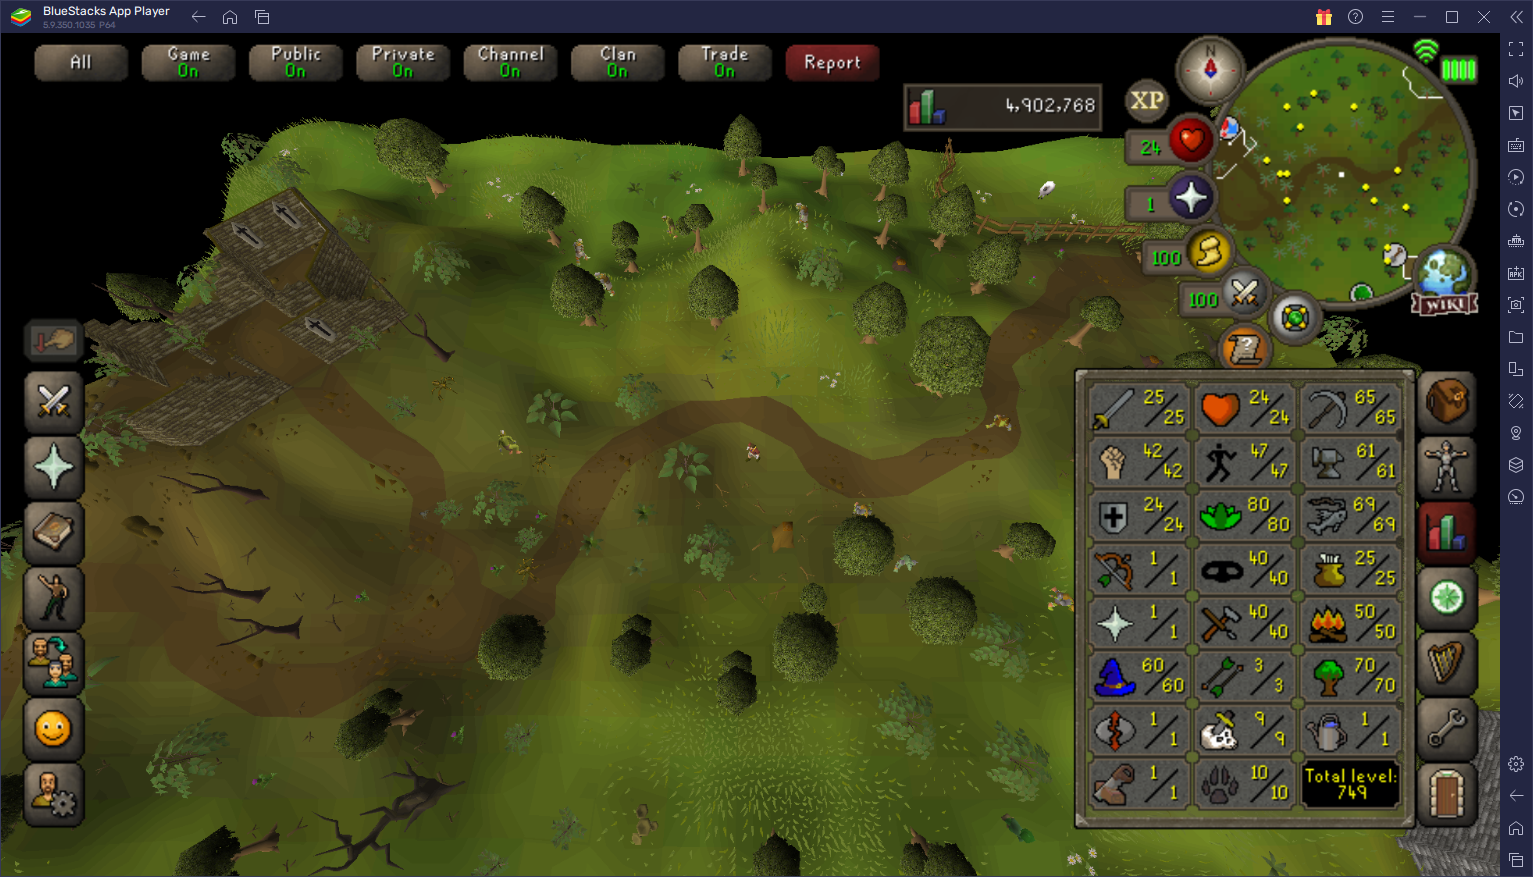 BlueStacks App Player
5.9.350.1035 P64
All
Game
On
Public
On
Private
On
Channel
On
Clan
On
Trade
On
Report
4,902,768
XP
N
24
1
100
100
WIKI
25/25
24/24
65/65
42/42
47/47
61/61
24/24
80/80
69/69
1/1
40/40
25/25
1/1
40/40
50/50
60/60
3/3
70/70
1/1
9/9
1/1
1/1
10/10
Total level:
749